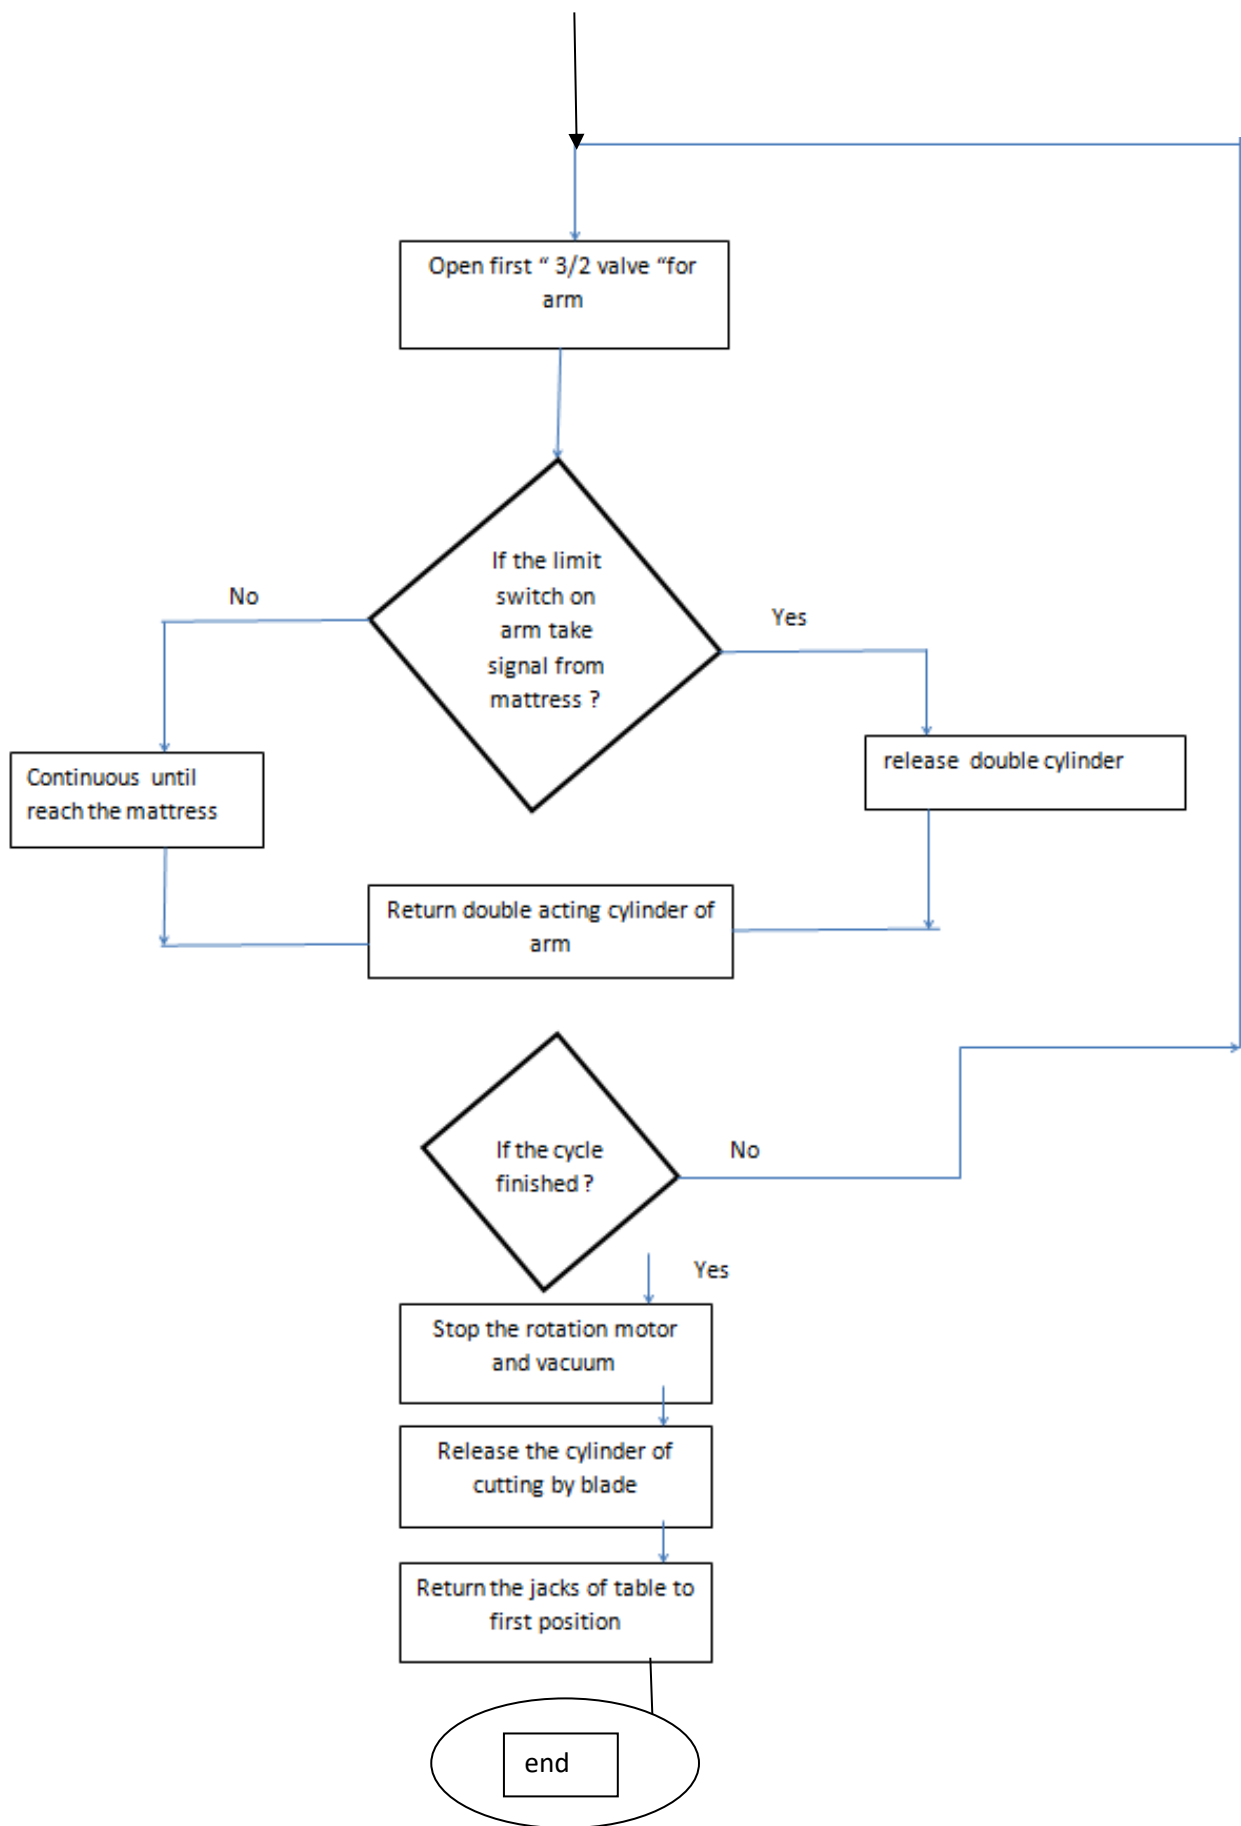 Open first “ 3/2 valve “for
arm
If the limit
switch on
arm take
signal from
mattress ?
No
Yes
Continuous until
reach the mattress
release double cylinder
Return double acting cylinder of
arm
If the cycle
finished ?
No
Yes
Stop the rotation motor
and vacuum
Release the cylinder of
cutting by blade
Return the jacks of table to
first position
end